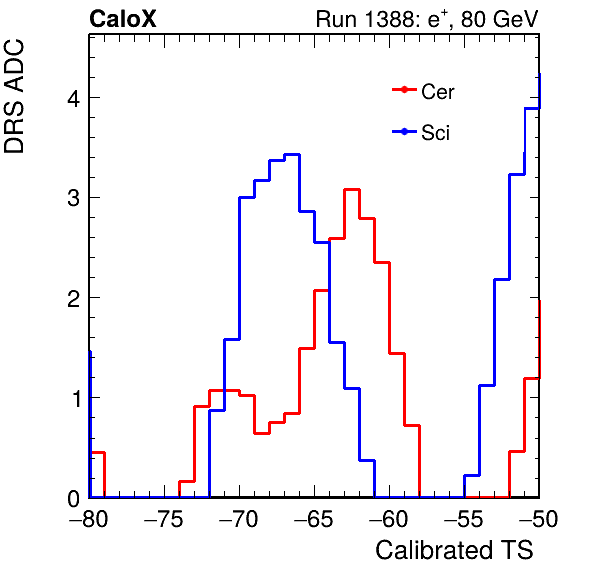 CaloX Run 1388: e⁺, 80 GeV
DRS ADC
Cer
Sci
4
3
2
1
0
−80 −75 −70 −65 −60 −55 −50
Calibrated TS